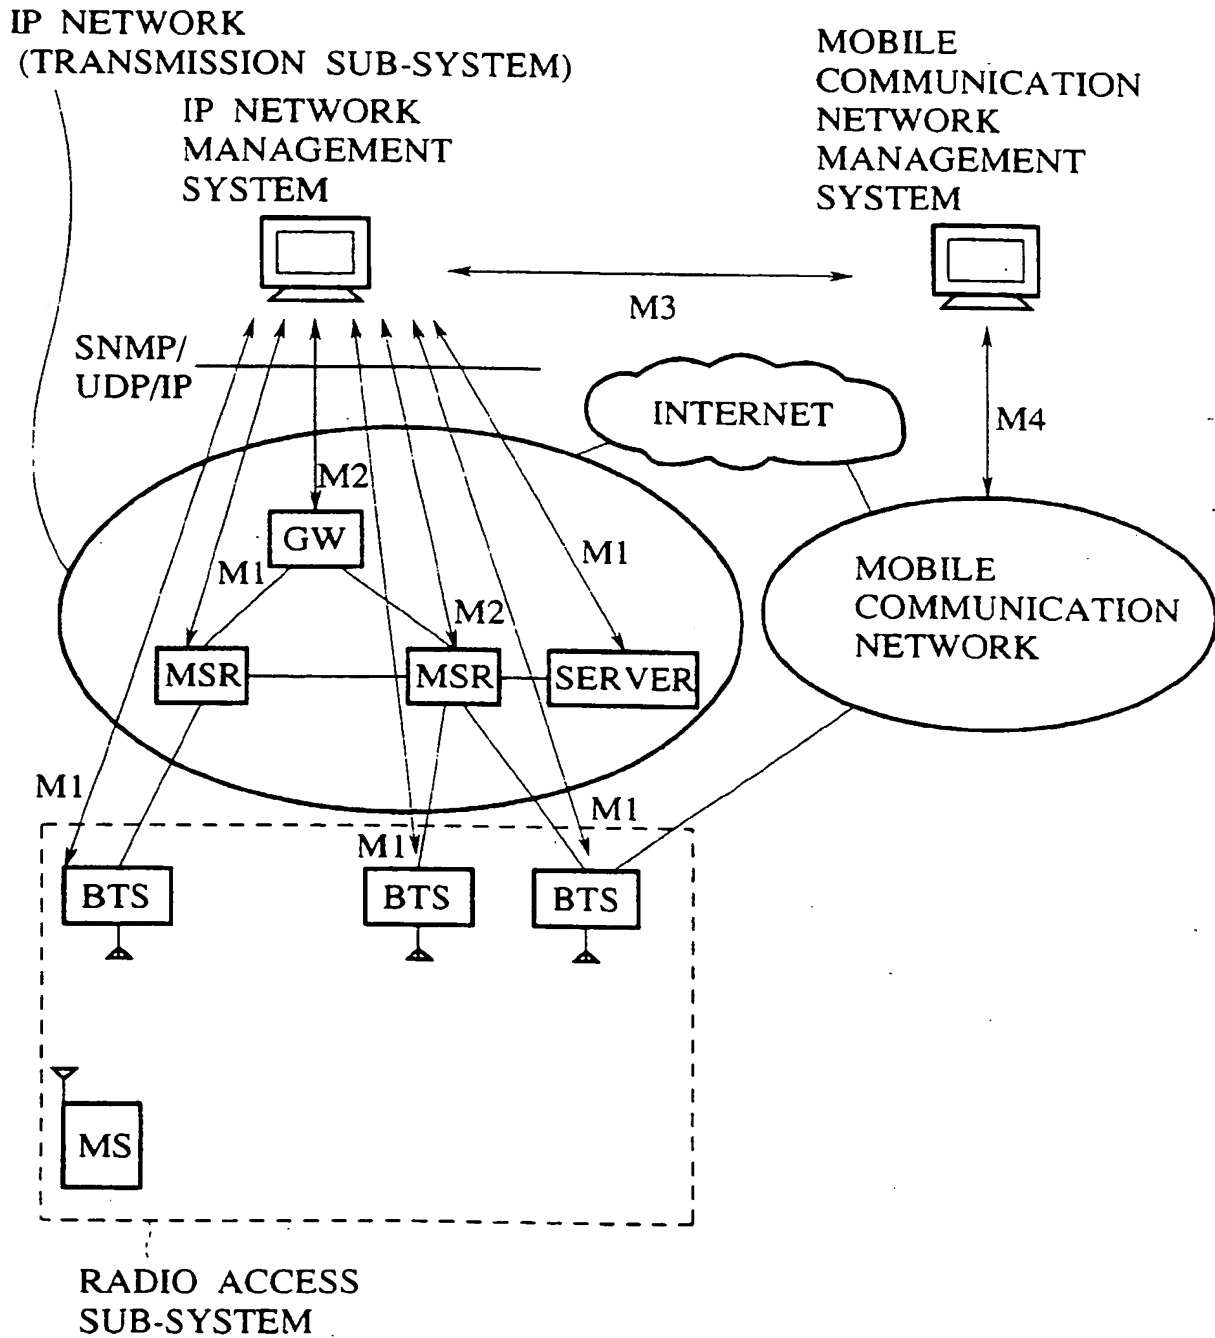 IP NETWORK
(TRANSMISSION SUB-SYSTEM)
IP NETWORK
MANAGEMENT
SYSTEM
MOBILE
COMMUNICATION
NETWORK
MANAGEMENT
SYSTEM
M3
SNMP/
UDP/IP
INTERNET
M4
M2
GW
M1
M1
M2
MSR
MSR
SERVER
MOBILE
COMMUNICATION
NETWORK
M1
M1
M1
BTS
BTS
BTS
MS
RADIO ACCESS
SUB-SYSTEM